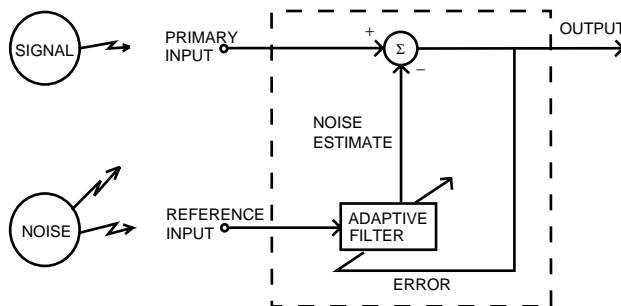 SIGNAL
PRIMARY
INPUT
+
Σ
−
OUTPUT
NOISE
ESTIMATE
NOISE
REFERENCE
INPUT
ADAPTIVE
FILTER
ERROR